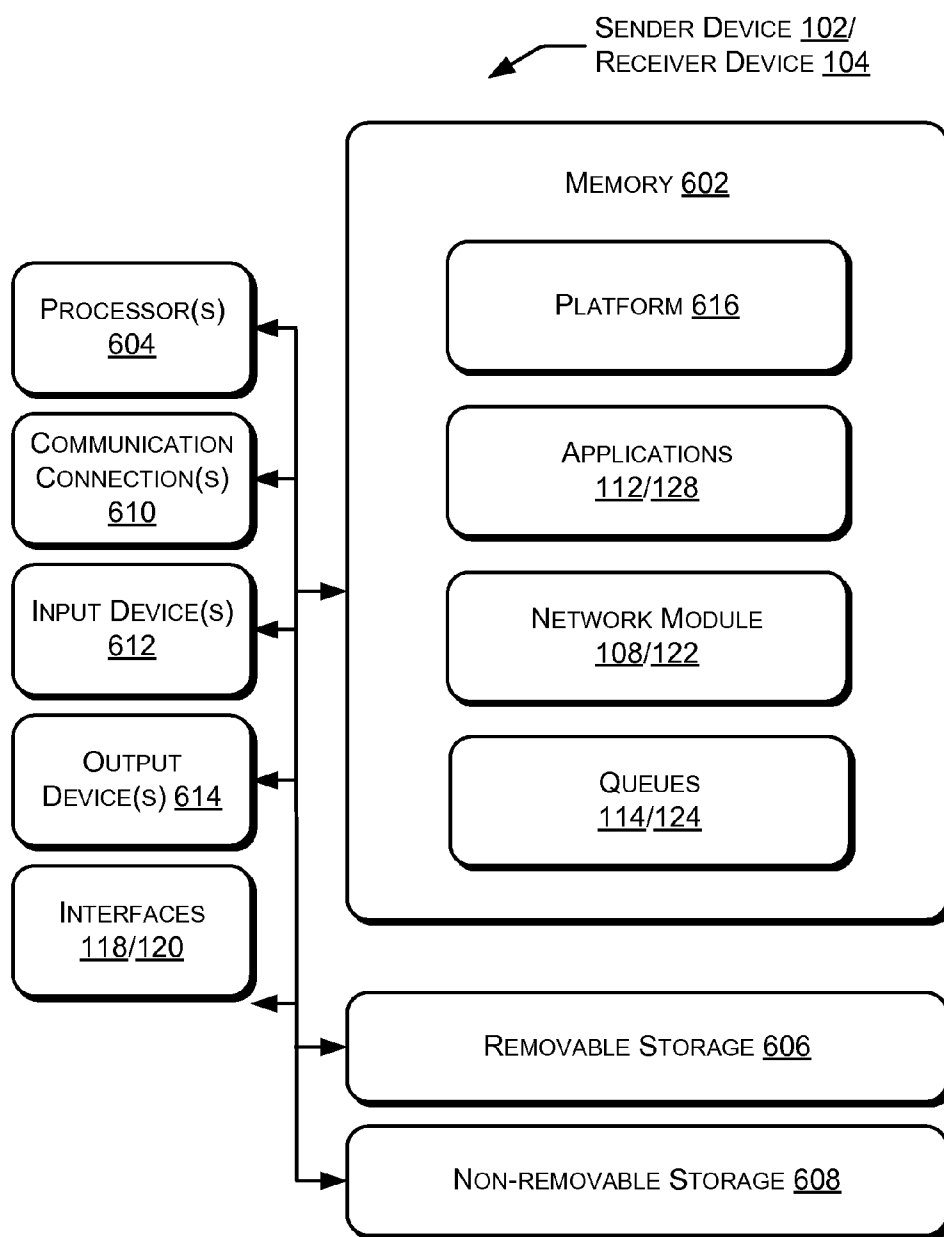 SENDER DEVICE 102/
RECEIVER DEVICE 104
MEMORY 602
PLATFORM 616
APPLICATIONS
112/128
NETWORK MODULE
108/122
QUEUES
114/124
PROCESSOR(S)
604
COMMUNICATION
CONNECTION(S)
610
INPUT DEVICE(S)
612
OUTPUT
DEVICE(S) 614
INTERFACES
118/120
REMOVABLE STORAGE 606
NON-REMOVABLE STORAGE 608